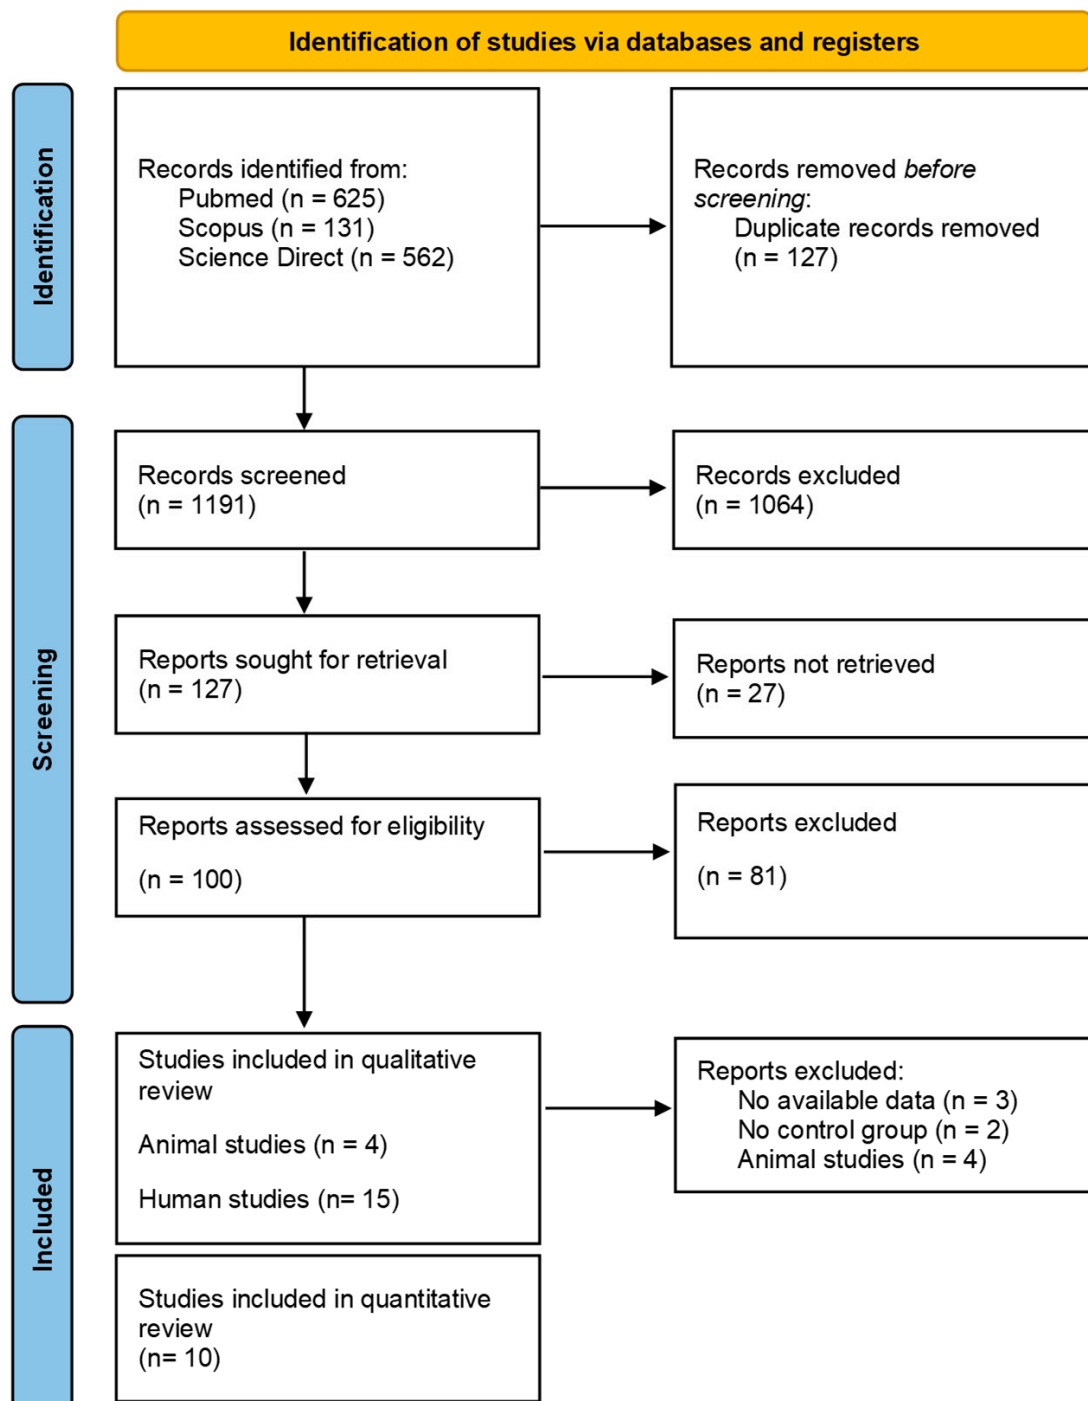 Identification of studies via databases and registers
Identification
Records identified from:
Pubmed (n = 625)
Scopus (n = 131)
Science Direct (n = 562)
Records removed before
screening:
Duplicate records removed
(n = 127)
Screening
Records screened
(n = 1191)
Records excluded
(n = 1064)
Reports sought for retrieval
(n = 127)
Reports not retrieved
(n = 27)
Reports assessed for eligibility
(n = 100)
Reports excluded
(n = 81)
Included
Studies included in qualitative
review
Animal studies (n = 4)
Human studies (n= 15)
Reports excluded:
No available data (n = 3)
No control group (n = 2)
Animal studies (n = 4)
Studies included in quantitative
review
(n= 10)